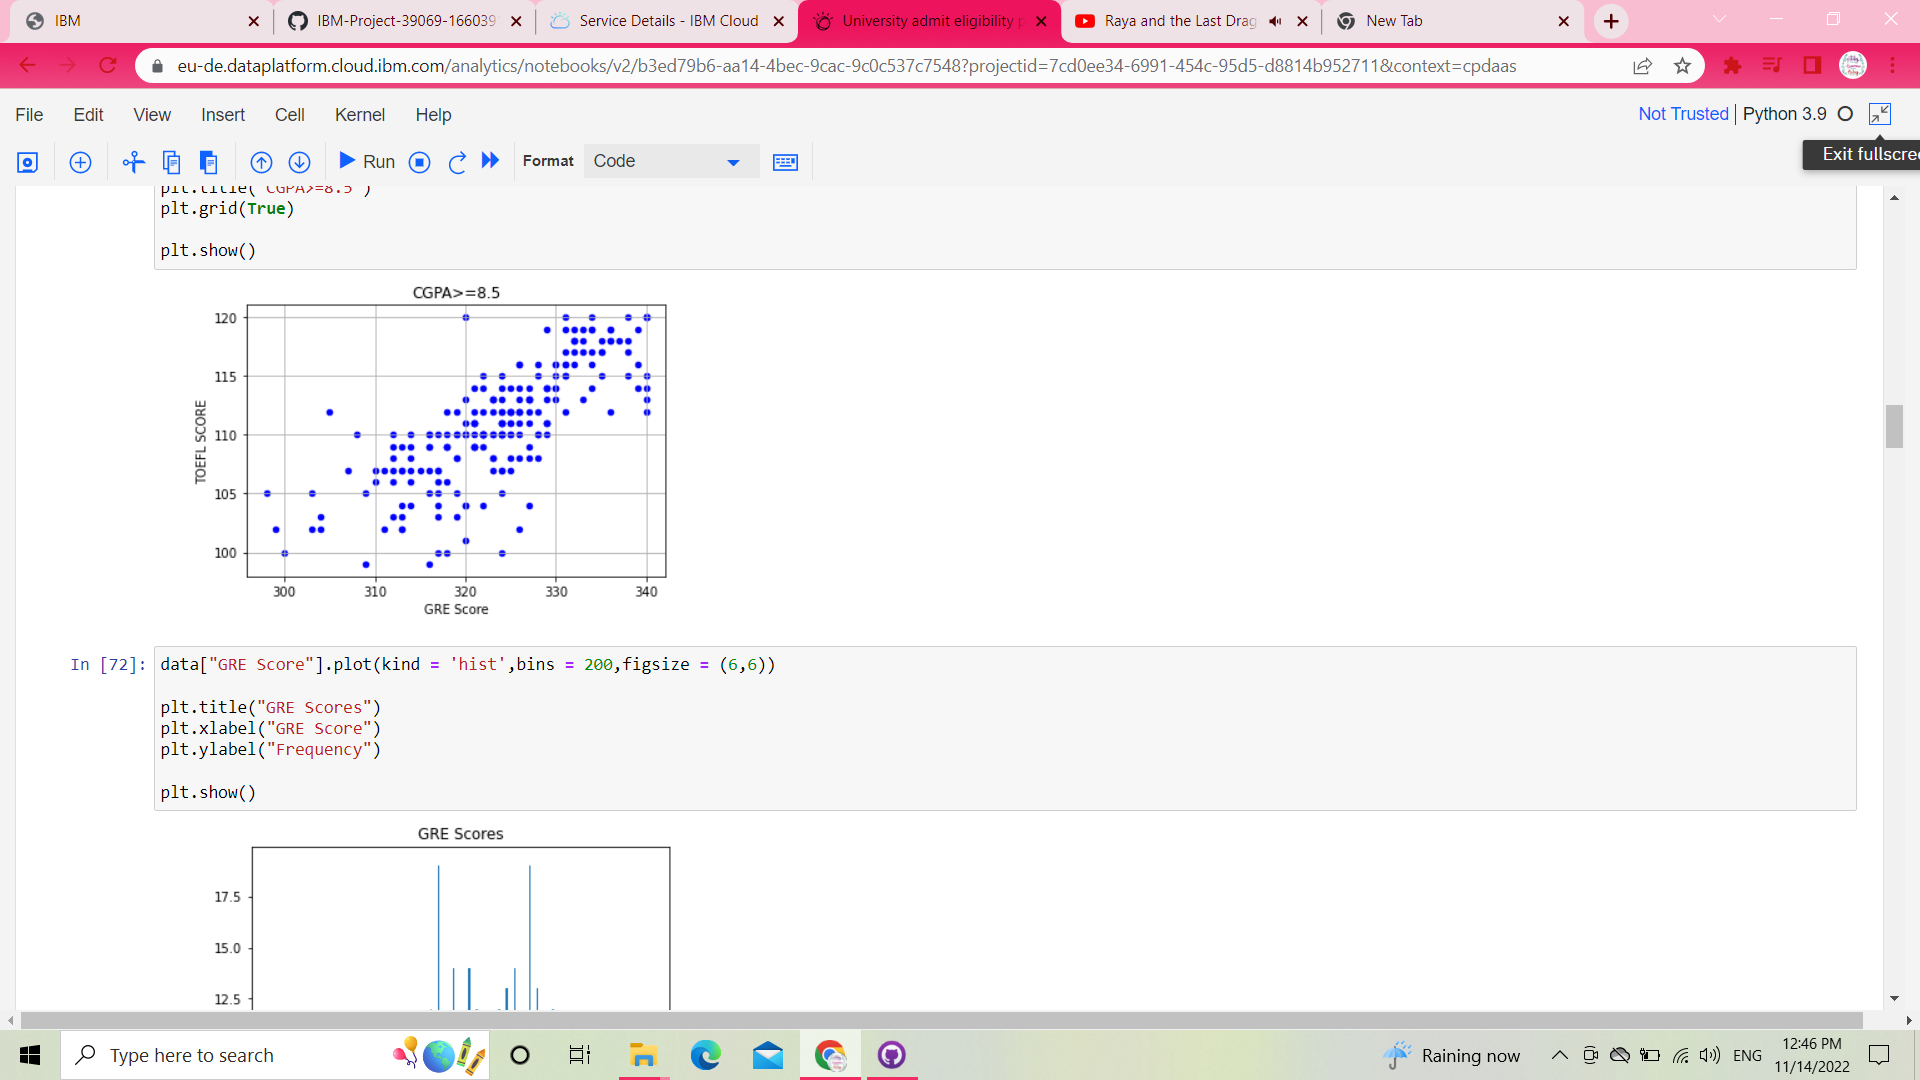 IBM
IBM-Project-39069-166039
Service Details - IBM Cloud
University admit eligibility p
Raya and the Last Drag
New Tab
eu-de.dataplatform.cloud.ibm.com/analytics/notebooks/v2/b3ed79b6-aa14-4bec-9cac-9c0c537c7548?projectid=7cd0ee34-6991-454c-95d5-d8814b952711&context=cpdaas
File Edit View Insert Cell Kernel Help
Not Trusted Python 3.9
Run Format Code
Exit fullscree
plt.title('CGPA>=8.5')
plt.grid(True)
plt.show()
CGPA>=8.5
120
115
110
105
100
TOEFL SCORE
300 310 320 330 340
GRE Score
In [72]: data["GRE Score"].plot(kind = 'hist',bins = 200,figsize = (6,6))
plt.title("GRE Scores")
plt.xlabel("GRE Score")
plt.ylabel("Frequency")
plt.show()
GRE Scores
17.5
15.0
12.5
Type here to search
Raining now
ENG
12:46 PM
11/14/2022